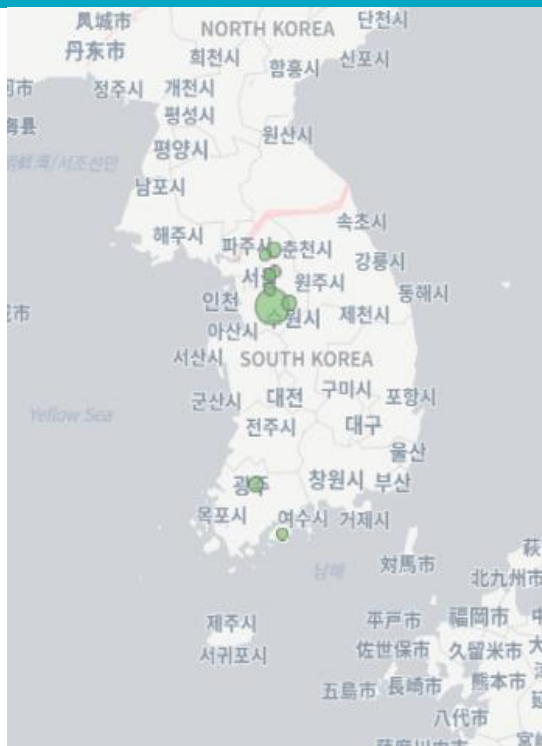 凤城市
NORTH KOREA
단천시
丹东市
희천시
함흥시
신포시
정주시
개천시
평성시
원산시
평양시
남포시
해주시
파주시
춘천시
속초시
강릉시
서울
원주시
동해시
인천
수원시
제천시
아산시
서산시
SOUTH KOREA
군산시
대전
구미시
포항시
Yellow Sea
전주시
대구
울산
광주
창원시
부산
목포시
여수시
거제시
남해
対馬市
北九州市
제주시
서귀포시
平戸市
福岡市
佐世保市
久留米市
五島市
長崎市
熊本市
八代市